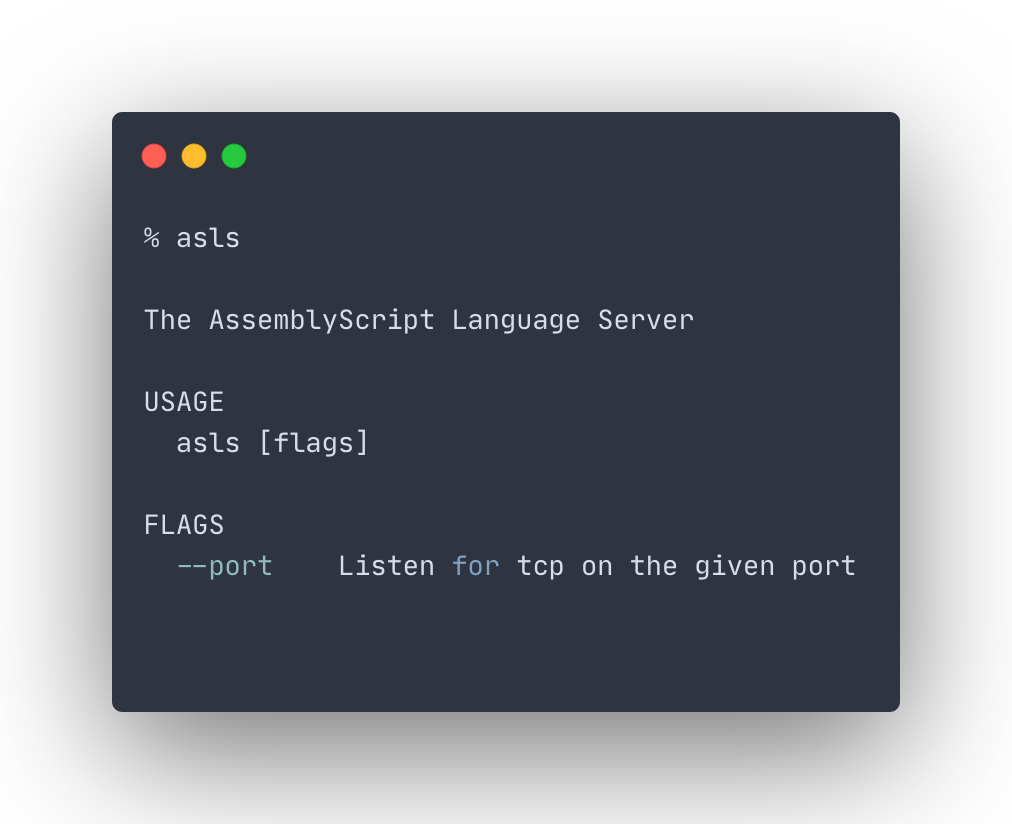 % asls
The AssemblyScript Language Server
USAGE
asls [flags]
FLAGS
--port    Listen for tcp on the given port